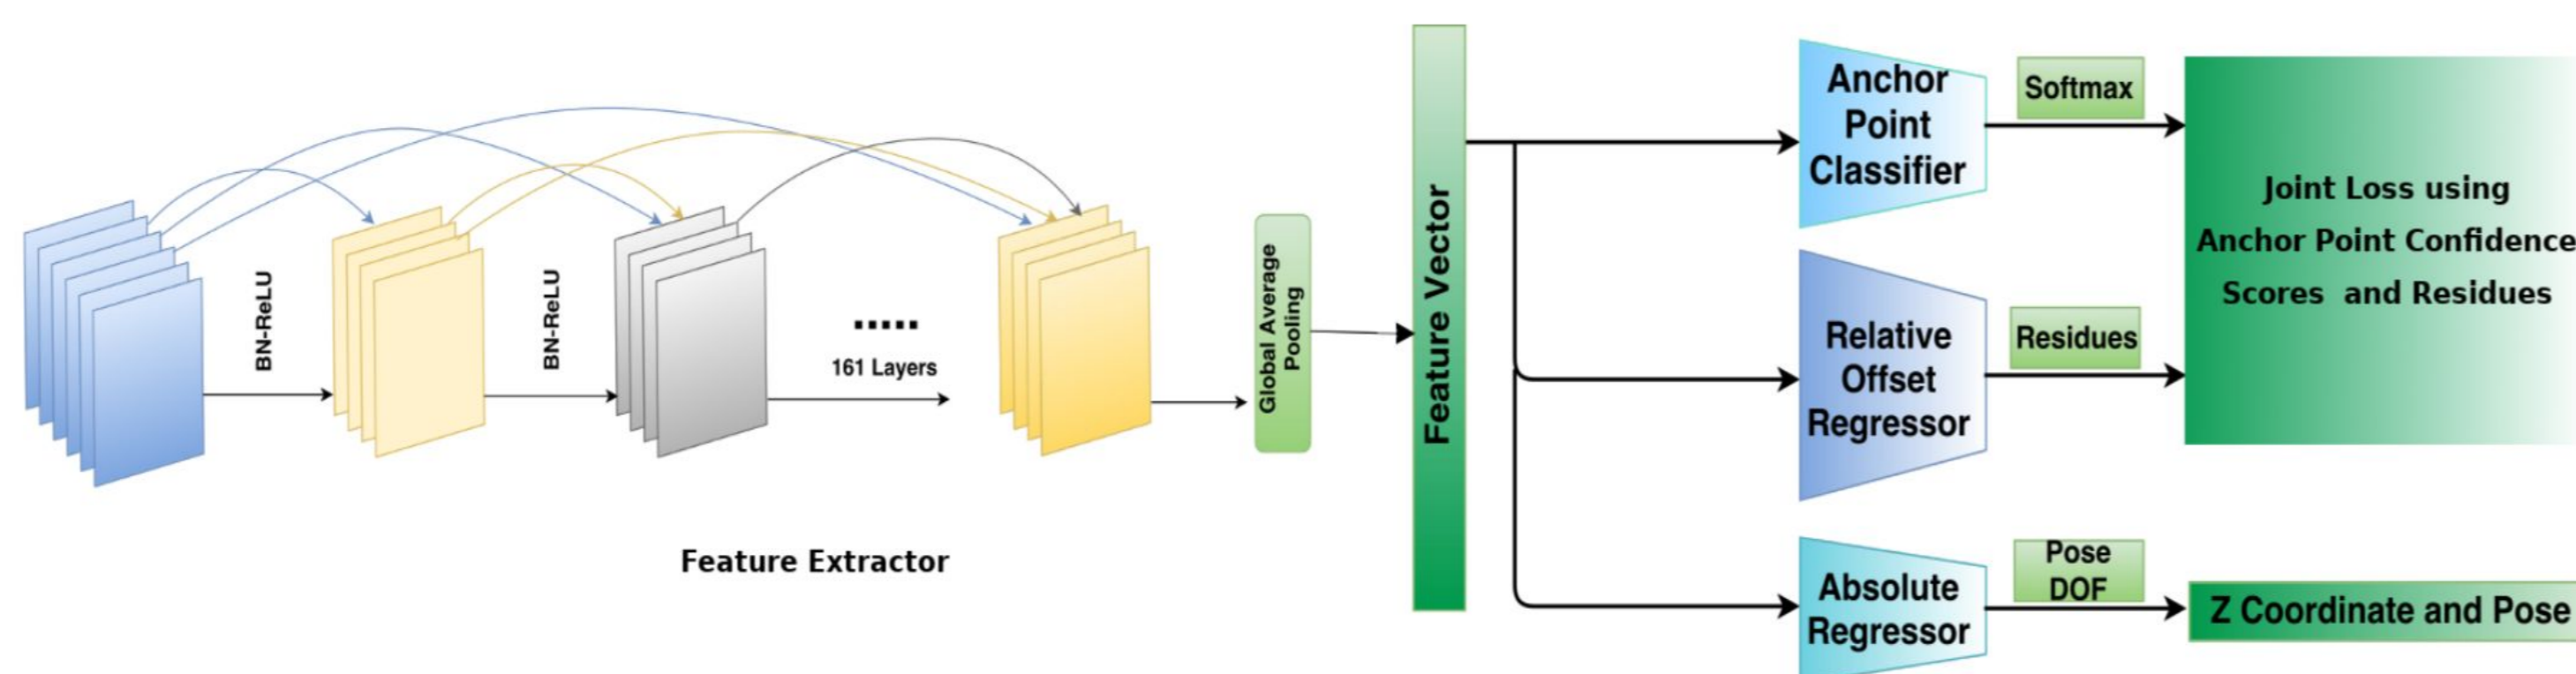 BN-ReLU
BN-ReLU
161 Layers
Feature Extractor
Global Average
Pooling
Feature Vector
Anchor
Point
Classifier
Softmax
Relative
Offset
Regressor
Residues
Absolute
Regressor
Pose
DOF
Joint Loss using
Anchor Point Confidence
Scores and Residues
Z Coordinate and Pose